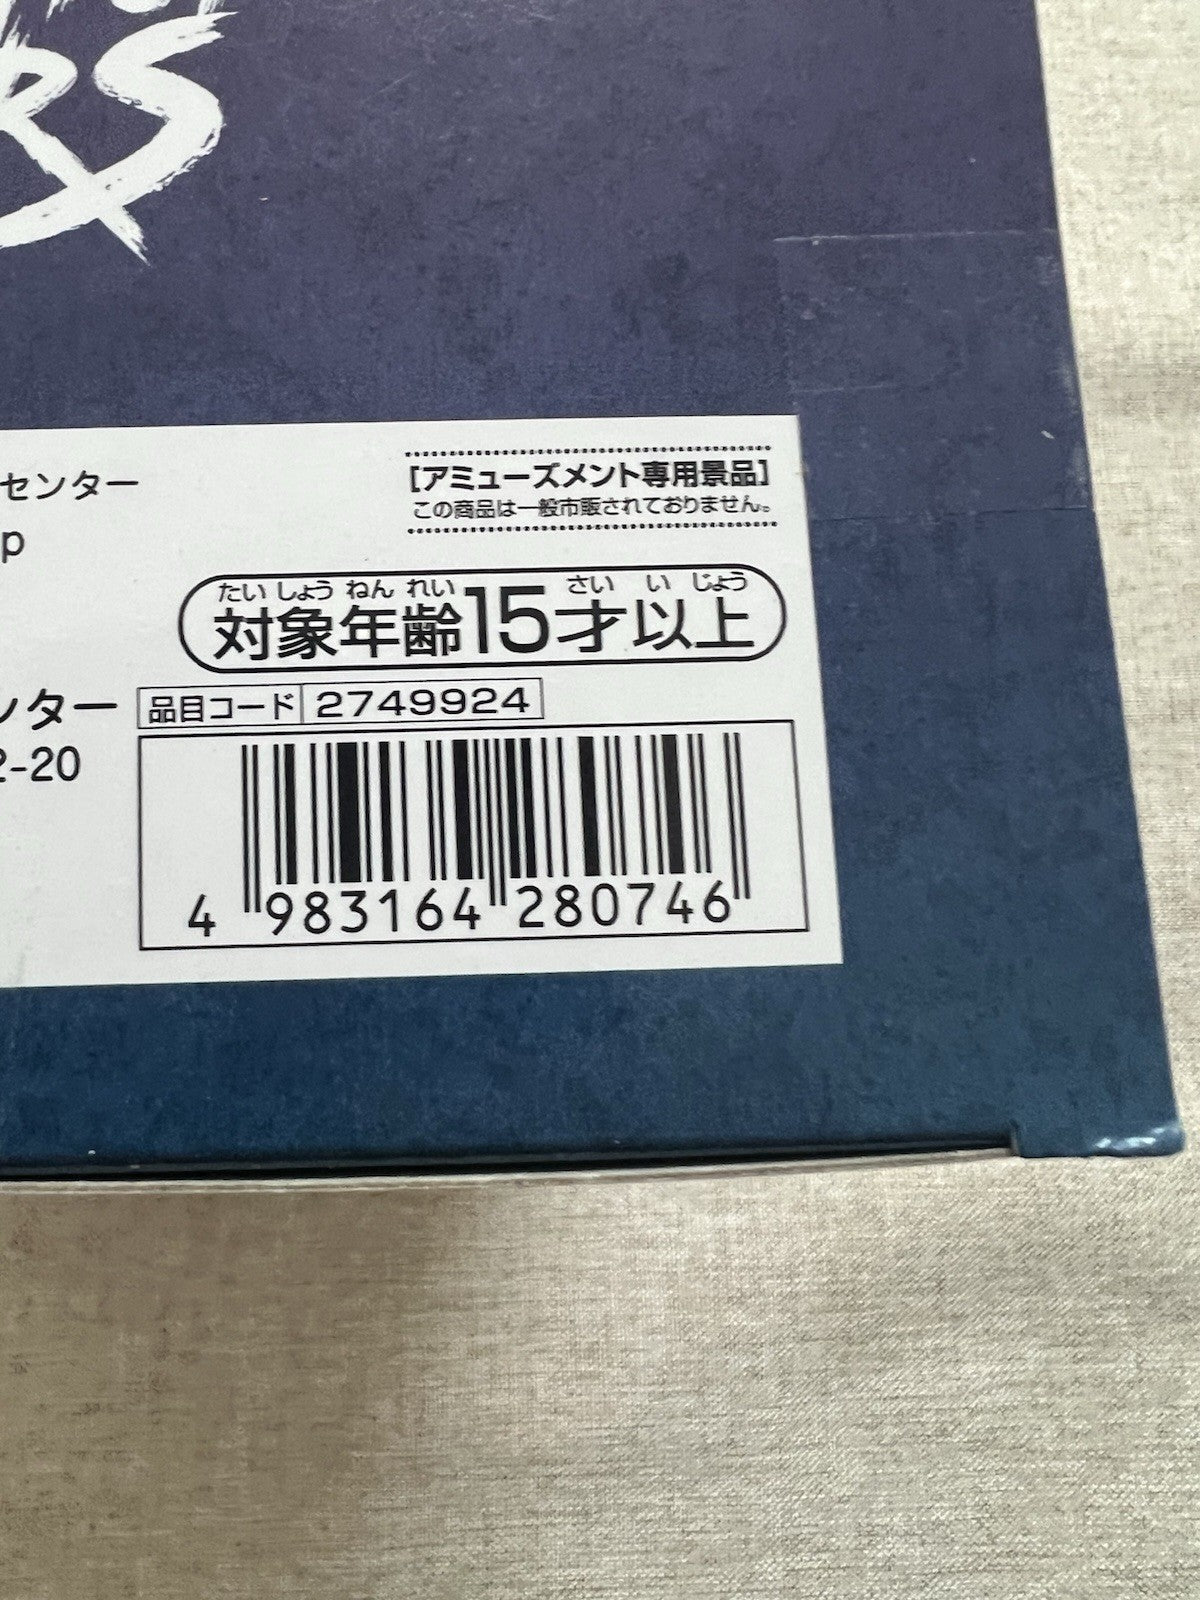 RS
センター
p
[アミューズメント専用景品]
この商品は一般市販されておりません。
たいしょうねんれい さい い じょう
対象年齢15才以上
ンター
品目コード 2749924
2-20
4 983164 280746